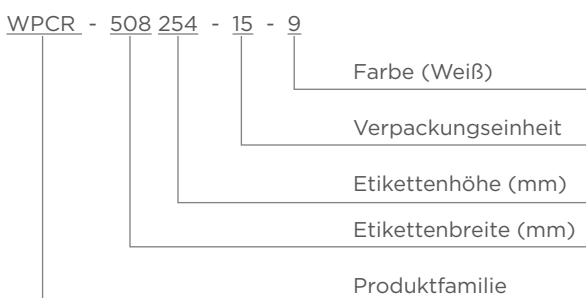 WPCR - 508 254 - 15 - 9
Farbe (Weiß)
Verpackungseinheit
Etikettenhöhe (mm)
Etikettenbreite (mm)
Produktfamilie